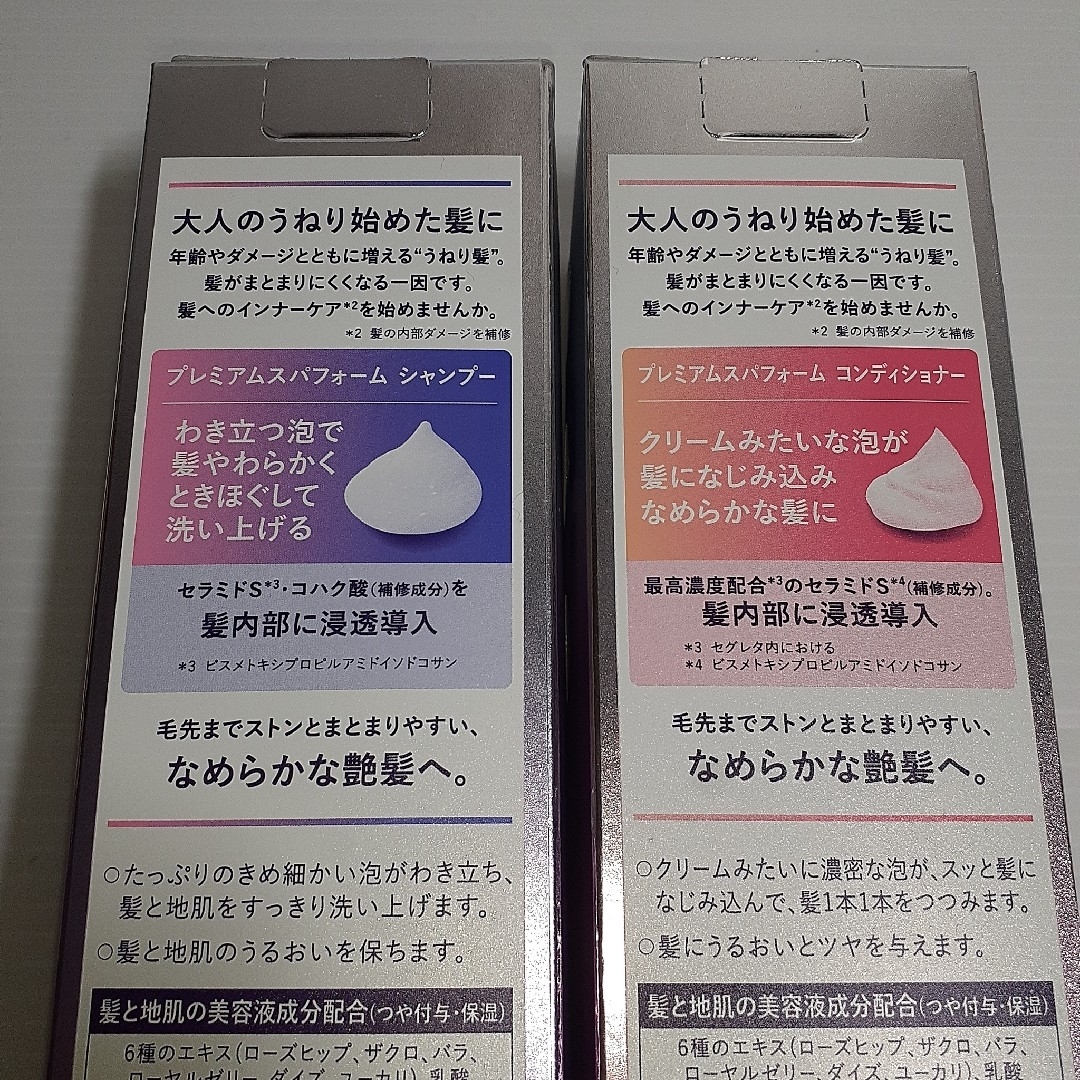 大人のうねり始めた髪に
年齢やダメージとともに増える“うねり髪”。
髪がまとまりにくくなる一因です。
髪へのインナーケア*2を始めませんか。
*2 髪の内部ダメージを補修
プレミアムスパフォーム シャンプー
わき立つ泡で
髪やわらかく
ときほぐして
洗い上げる
セラミドS*3・コハク酸(補修成分)を
髪内部に浸透導入
*3 ビスメトキシプロピルアミドイソドコサン
毛先までストンとまとまりやすい、
なめらかな艶髪へ。
○たっぷりのきめ細かい泡がわき立ち、
髪と地肌をすっきり洗い上げます。
○髪と地肌のうるおいを保ちます。
髪と地肌の美容液成分配合(つや付与・保湿)
6種のエキス(ローズヒップ、ザクロ、バラ、
ローヤルゼリー、ダイズ、ユーカリ)、乳酸
大人のうねり始めた髪に
年齢やダメージとともに増える“うねり髪”。
髪がまとまりにくくなる一因です。
髪へのインナーケア*2を始めませんか。
*2 髪の内部ダメージを補修
プレミアムスパフォーム コンディショナー
クリームみたいな泡が
髪になじみ込み
なめらかな髪に
最高濃度配合*3のセラミドS*4(補修成分)。
髪内部に浸透導入
*3 セグレタ内における
*4 ビスメトキシプロピルアミドイソドコサン
毛先までストンとまとまりやすい、
なめらかな艶髪へ。
○クリームみたいに濃密な泡が、スッと髪に
なじみ込んで、髪1本1本をつつみます。
○髪にうるおいとツヤを与えます。
髪と地肌の美容液成分配合(つや付与・保湿)
6種のエキス(ローズヒップ、ザクロ、バラ、
ローヤルゼリー、ダイズ、ユーカリ)、乳酸